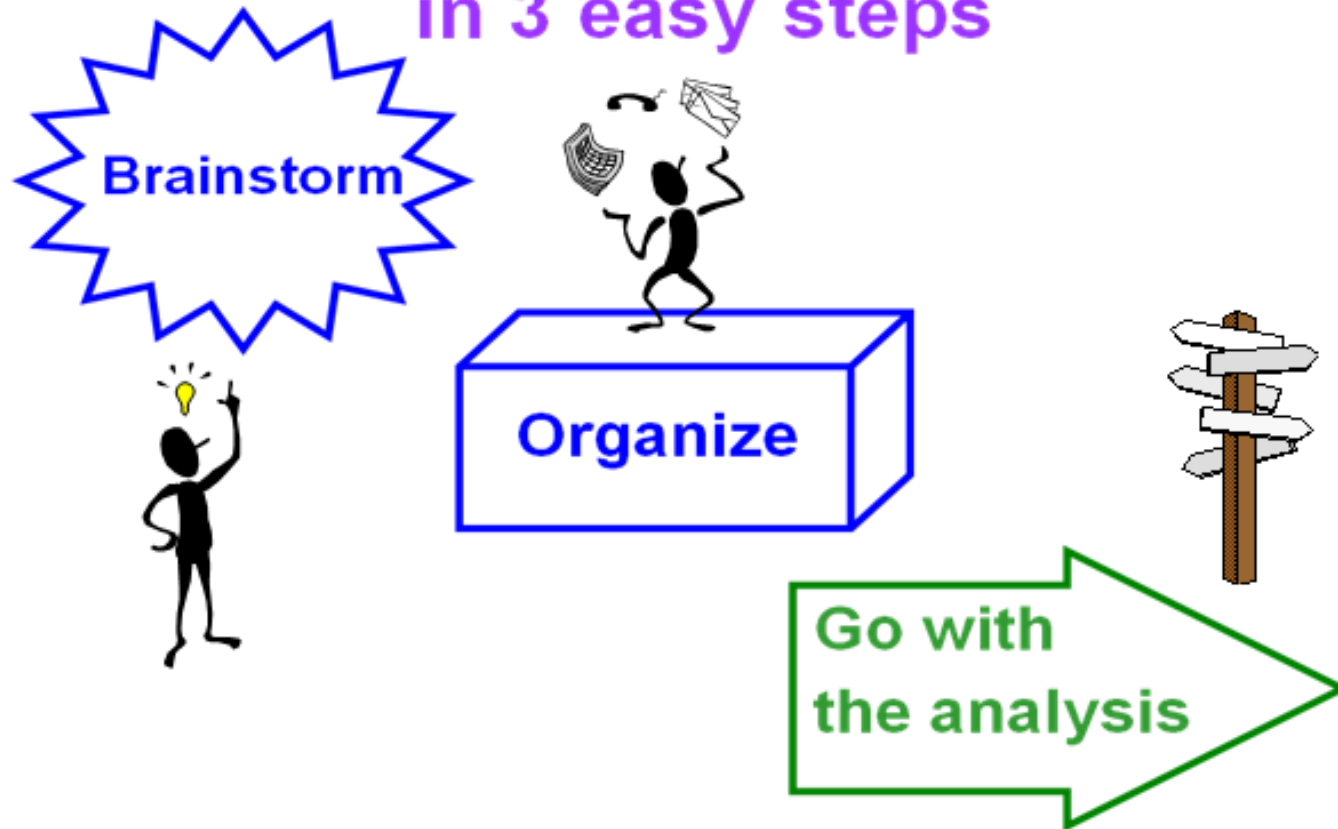 in 3 easy steps
Brainstorm
Organize
Go with
the analysis